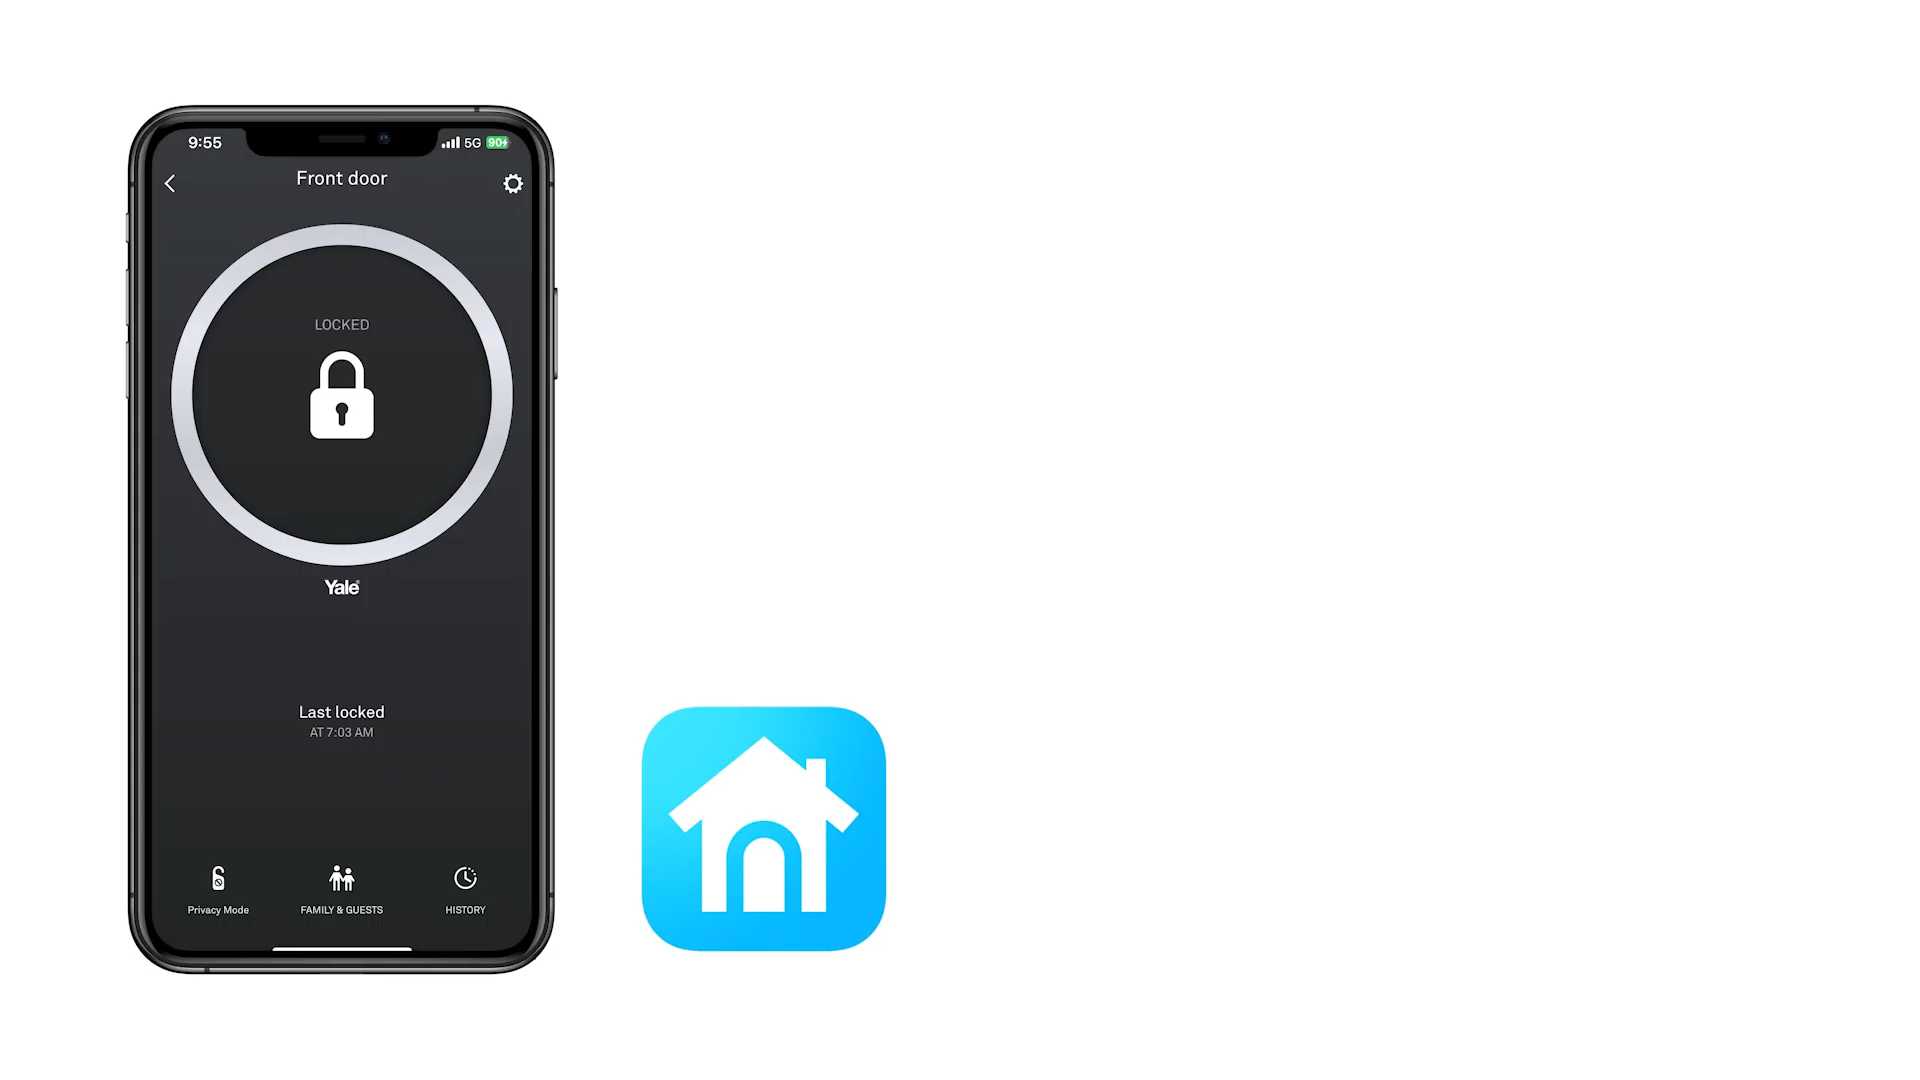 9:55
5G 90
Front door
LOCKED
Yale
Last locked
AT 7:03 AM
Privacy Mode
FAMILY & GUESTS
HISTORY